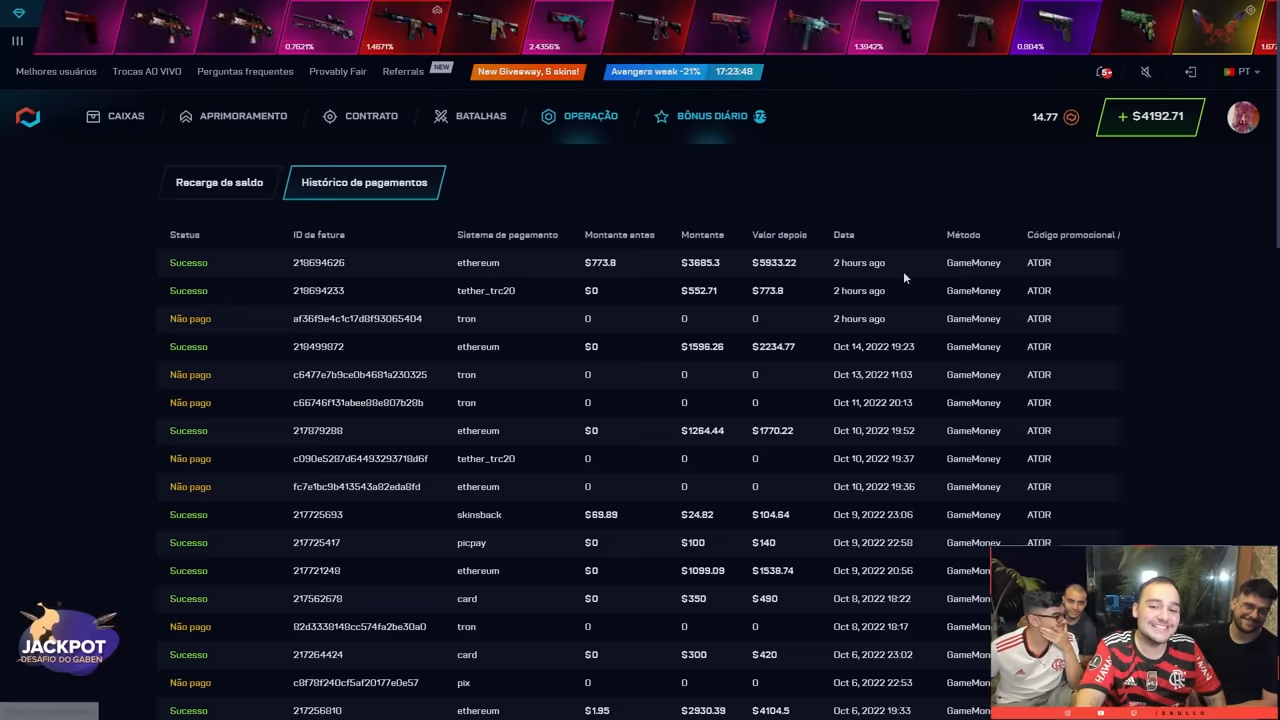 0.7621%
1.4671%
2.4356%
1.3942%
0.804%
1.67
Melhores usuários
Trocas AO VIVO
Perguntas frequentes
Provably Fair
Referrals
NEW
New Giveaway, 6 skins!
Avengers week -21%
17:23:48
5+
PT
CAIXAS
APRIMORAMENTO
CONTRATO
BATALHAS
OPERAÇÃO
BÔNUS DIÁRIO
14.77
+ $4192.71
Recarga de saldo
Histórico de pagamentos
Status ID da fatura Sistema de pagamento Montante antes Montante Valor depois Data Método Código promocional /
Sucesso 218694626 ethereum $773.8 $3685.3 $5933.22 2 hours ago GameMoney ATOR
Sucesso 218694233 tether_trc20 $0 $552.71 $773.8 2 hours ago GameMoney ATOR
Não pago af36f9e4c1c17d8f93065404 tron 0 0 0 2 hours ago GameMoney ATOR
Sucesso 218499872 ethereum $0 $1596.26 $2234.77 Oct 14, 2022 19:23 GameMoney ATOR
Não pago c6477e7b9ce0b4681a230325 tron 0 0 0 Oct 13, 2022 11:03 GameMoney ATOR
Não pago c66746f131abee88e807b28b tron 0 0 0 Oct 11, 2022 20:13 GameMoney ATOR
Sucesso 217879288 ethereum $0 $1264.44 $1770.22 Oct 10, 2022 19:52 GameMoney ATOR
Não pago c090e5287d64493293718d6f tether_trc20 0 0 0 Oct 10, 2022 19:37 GameMoney ATOR
Não pago fc7e1bc9b413543a82eda8fd ethereum 0 0 0 Oct 10, 2022 19:36 GameMoney ATOR
Sucesso 217725693 skinsback $69.89 $24.82 $104.64 Oct 9, 2022 23:06 GameMoney ATOR
Sucesso 217725417 picpay $0 $100 $140 Oct 9, 2022 22:58 GameMoney ATOR
Sucesso 217721248 ethereum $0 $1099.09 $1538.74 Oct 9, 2022 20:56 GameMon
Sucesso 217562678 card $0 $350 $490 Oct 8, 2022 18:22 GameMon
Não pago 82d3338148cc574fa2be30a0 tron 0 0 0 Oct 8, 2022 18:17 GameMon
Sucesso 217264424 card $0 $300 $420 Oct 6, 2022 23:02 GameMon
Não pago c8f78f240cf5af20177e0e57 pix 0 0 0 Oct 6, 2022 22:53 GameMon
Sucesso 217256810 ethereum $1.95 $2930.39 $4104.5 Oct 6, 2022 19:33 GameMon
JACKPOT
DESAFIO DO GABEN